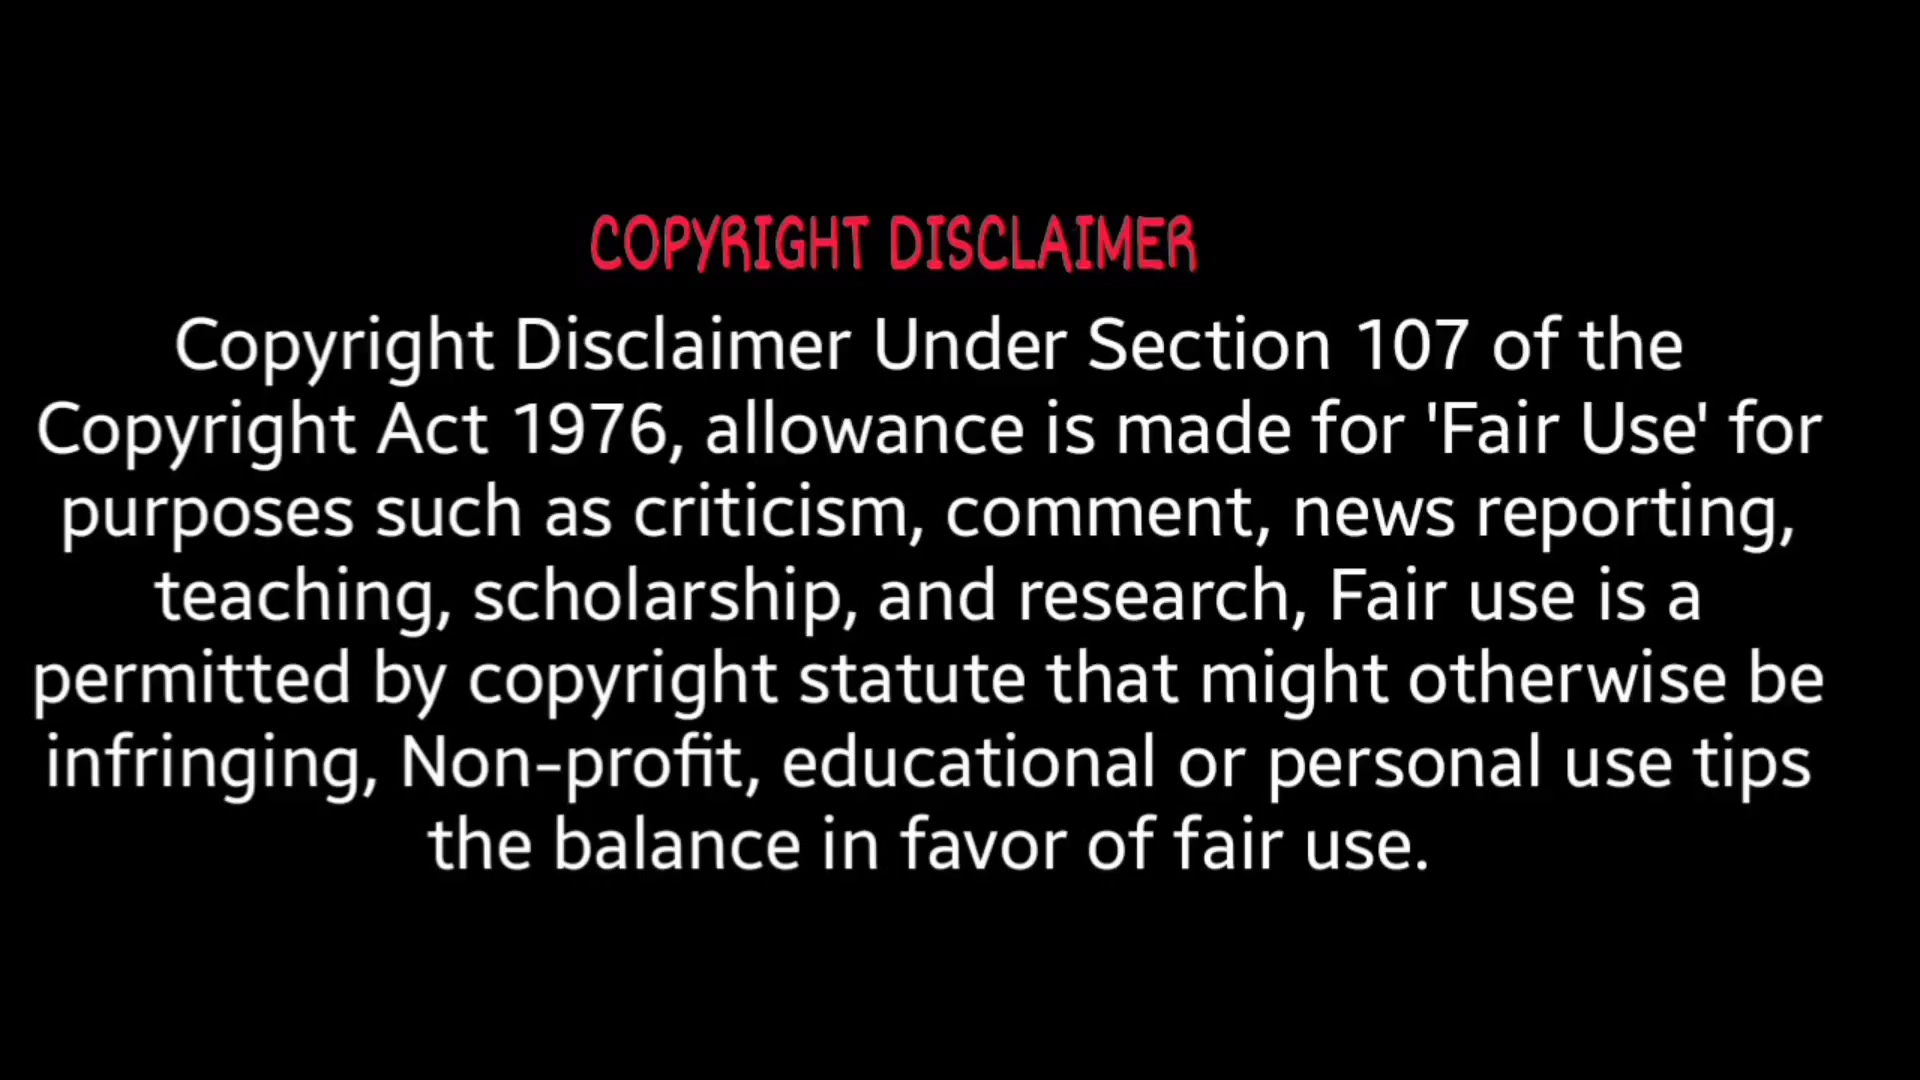 COPYRIGHT DISCLAIMER
Copyright Disclaimer Under Section 107 of the
Copyright Act 1976, allowance is made for 'Fair Use' for
purposes such as criticism, comment, news reporting,
teaching, scholarship, and research, Fair use is a
permitted by copyright statute that might otherwise be
infringing, Non-profit, educational or personal use tips
the balance in favor of fair use.